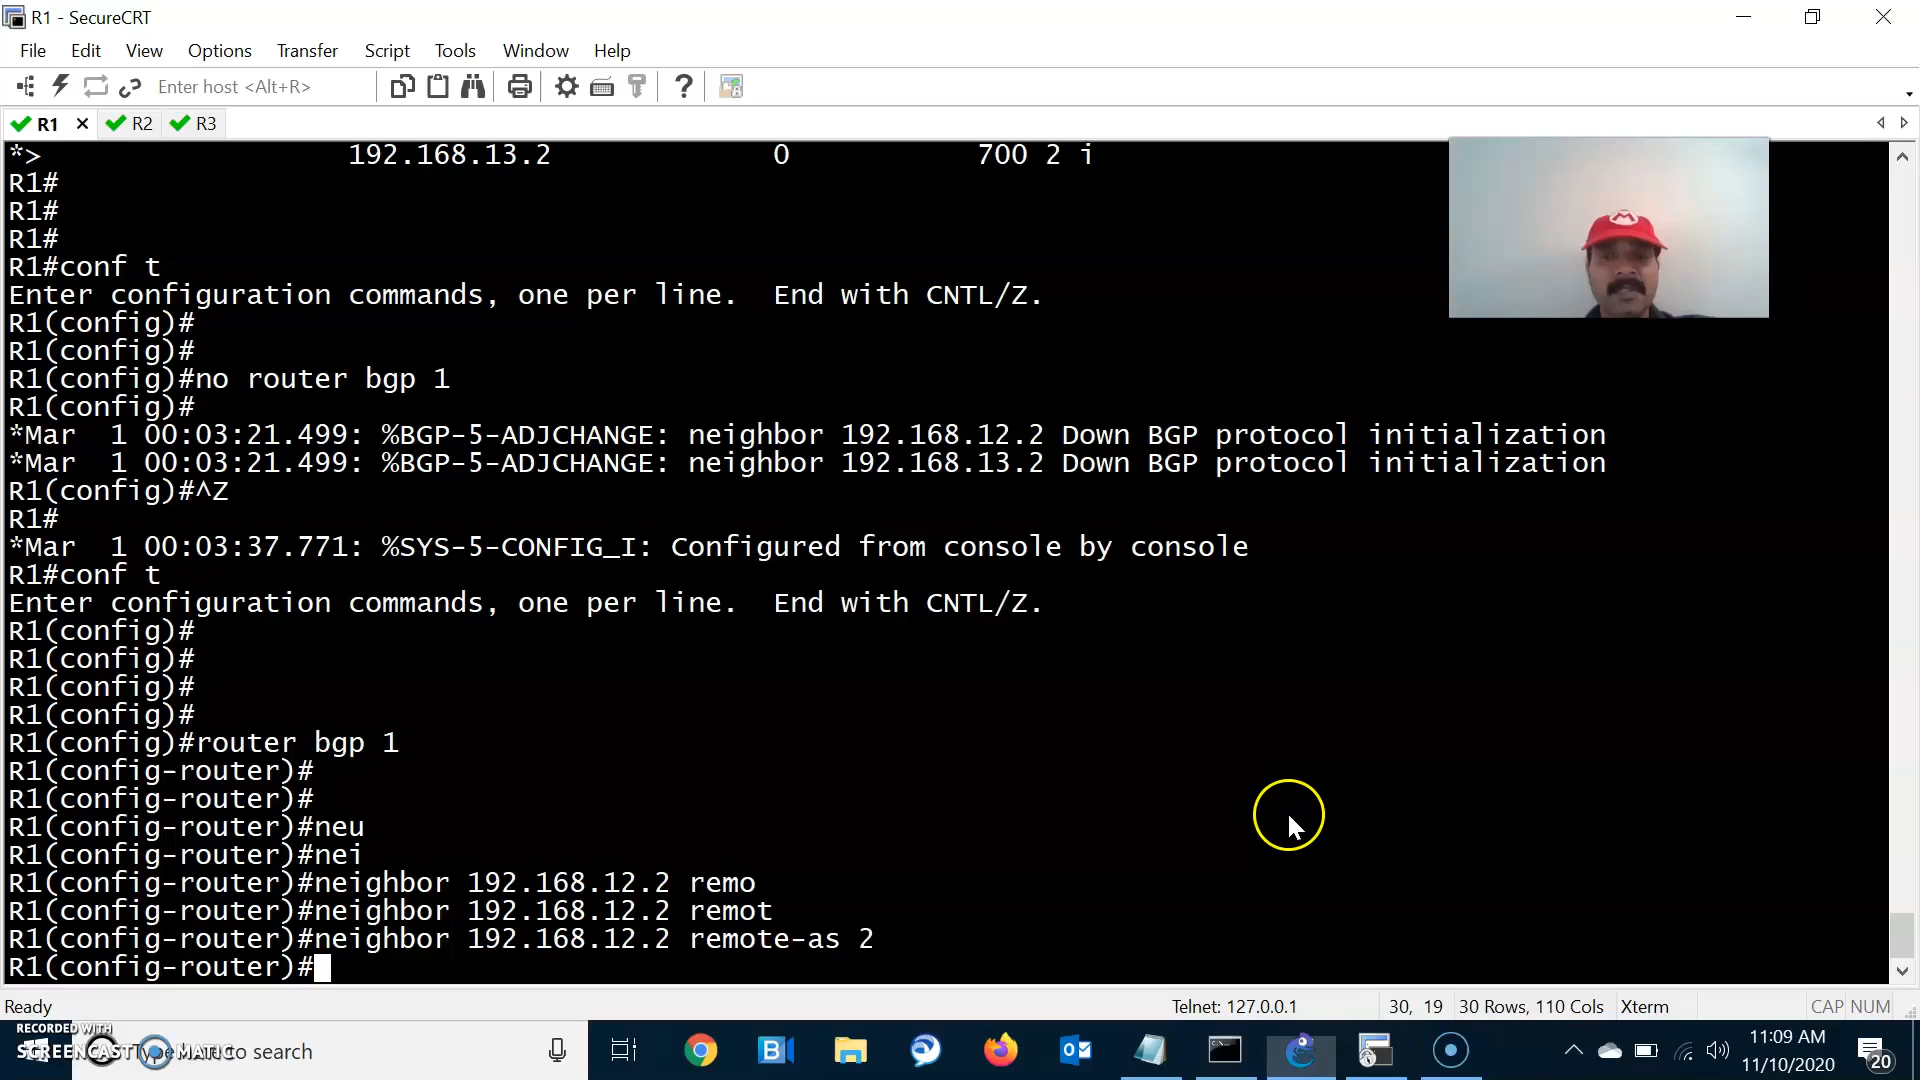 R1 - SecureCRT
File Edit View Options Transfer Script Tools Window Help
Enter host <Alt+R>
R1 R2 R3
*> 192.168.13.2 0 700 2 i
R1#
R1#
R1#
R1#conf t
Enter configuration commands, one per line. End with CNTL/Z.
R1(config)#
R1(config)#
R1(config)#no router bgp 1
R1(config)#
*Mar 1 00:03:21.499: %BGP-5-ADJCHANGE: neighbor 192.168.12.2 Down BGP protocol initialization
*Mar 1 00:03:21.499: %BGP-5-ADJCHANGE: neighbor 192.168.13.2 Down BGP protocol initialization
R1(config)#^Z
R1#
*Mar 1 00:03:37.771: %SYS-5-CONFIG_I: Configured from console by console
R1#conf t
Enter configuration commands, one per line. End with CNTL/Z.
R1(config)#
R1(config)#
R1(config)#
R1(config)#
R1(config)#router bgp 1
R1(config-router)#
R1(config-router)#
R1(config-router)#neu
R1(config-router)#nei
R1(config-router)#neighbor 192.168.12.2 remo
R1(config-router)#neighbor 192.168.12.2 remot
R1(config-router)#neighbor 192.168.12.2 remote-as 2
R1(config-router)#
Ready Telnet: 127.0.0.1 30, 19 30 Rows, 110 Cols Xterm CAP NUM
RECORDED WITH
SCREENCAST MATIC
to search
11:09 AM
11/10/2020
20